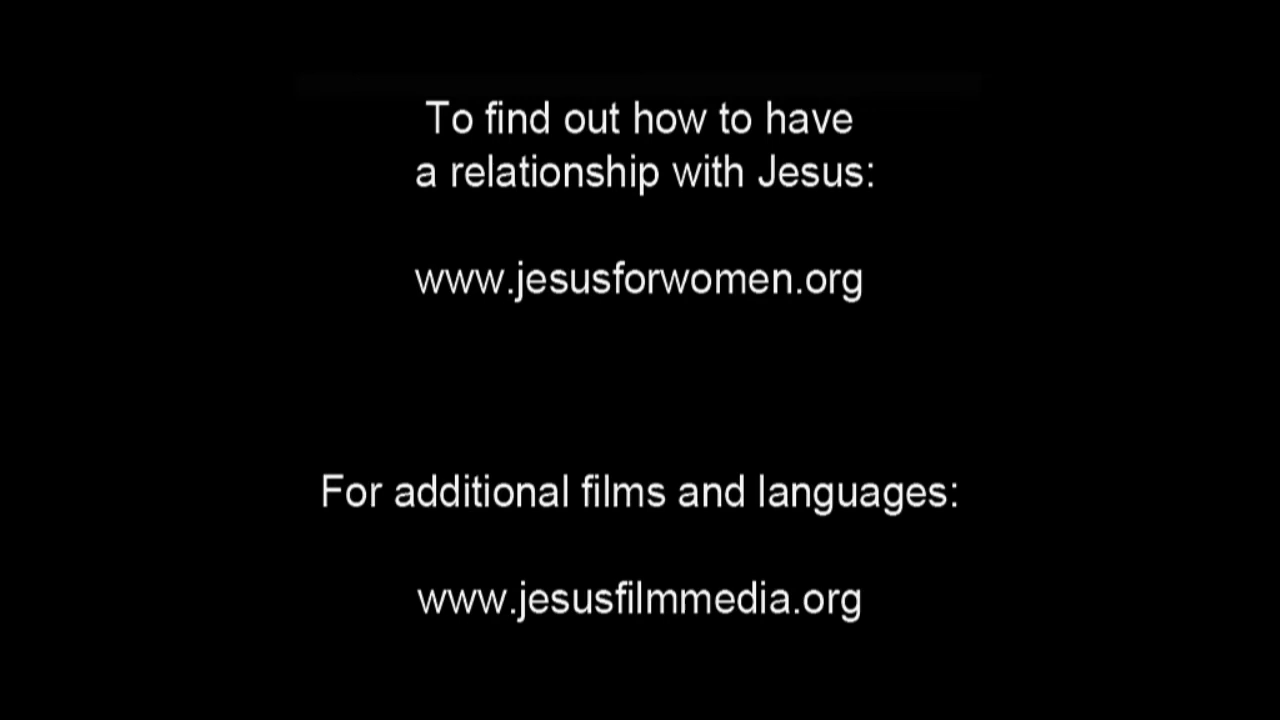 To find out how to have
a relationship with Jesus:
www.jesusforwomen.org
For additional films and languages:
www.jesusfilmmedia.org